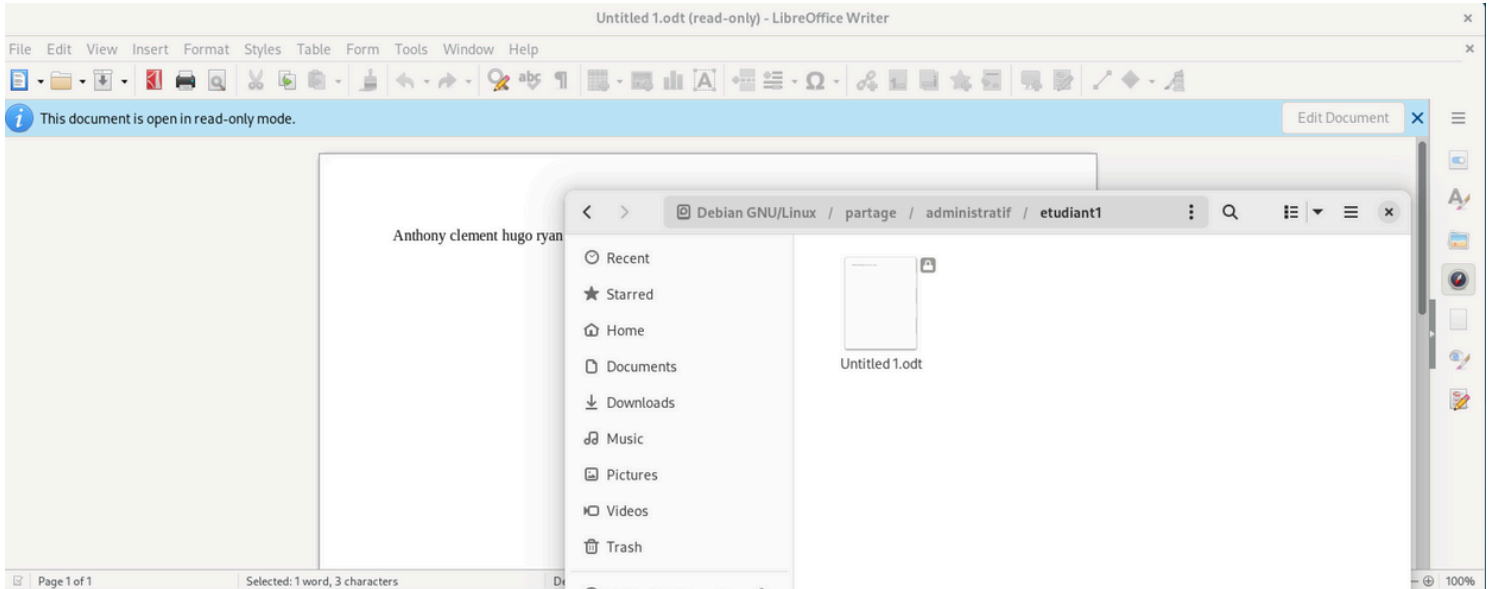 Untitled 1.odt (read-only) - LibreOffice Writer
File Edit View Insert Format Styles Table Form Tools Window Help
This document is open in read-only mode.
Edit Document
Anthony clement hugo ryan
Debian GNU/Linux / partage / administratif / etudiant1
Recent
Starred
Home
Documents
Downloads
Music
Pictures
Videos
Trash
Untitled 1.odt
Page 1 of 1
Selected: 1 word, 3 characters
100%